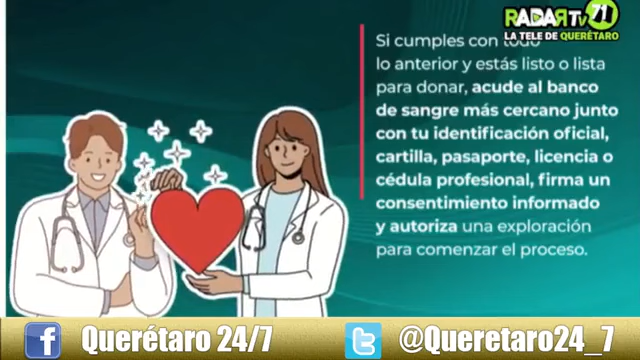 RADAR TV 71
LA TELE DE QUERÉTARO
Si cumples con todo
lo anterior y estás listo o lista
para donar, acude al banco
de sangre más cercano junto
con tu identificación oficial,
cartilla, pasaporte, licencia o
cédula profesional, firma un
consentimiento informado
y autoriza una exploración
para comenzar el proceso.
f Querétaro 24/7
t @Queretaro24_7